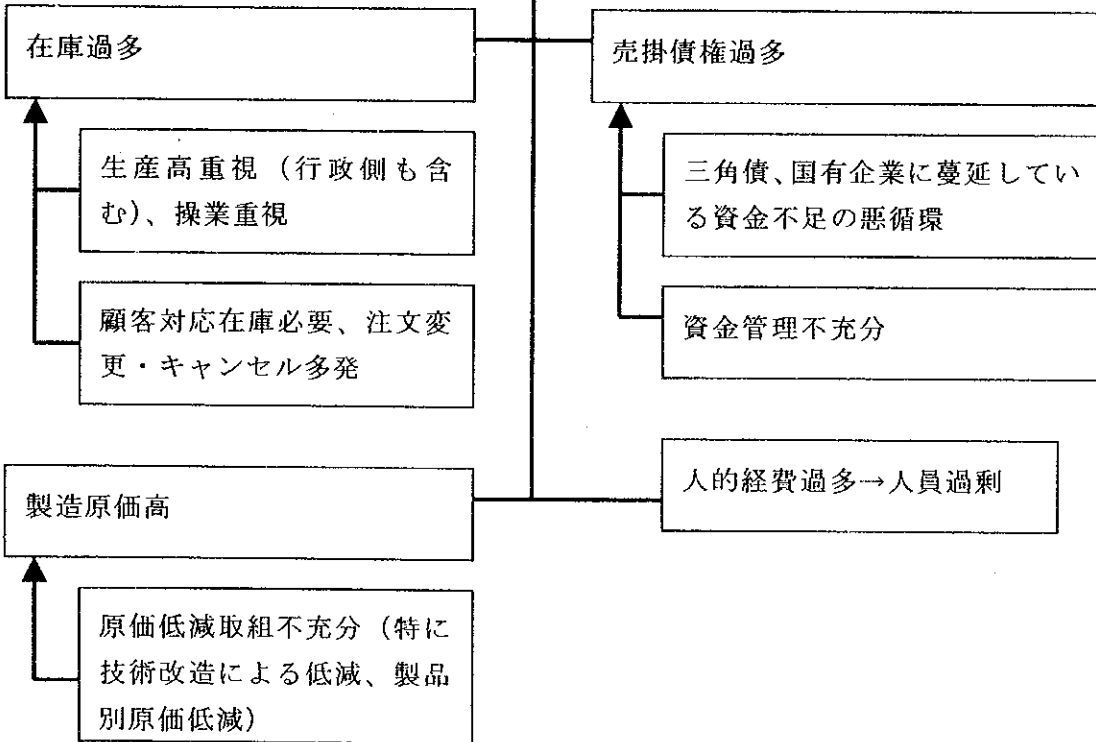 在庫過多
生産高重視（行政側も含
む）、操業重視
顧客対応在庫必要、注文変
更・キャンセル多発
売掛債権過多
三角債、国有企業に蔓延してい
る資金不足の悪循環
資金管理不充分
製造原価高
原価低減取組不充分（特に
技術改造による低減、製品
別原価低減）
人的経費過多→人員過剰